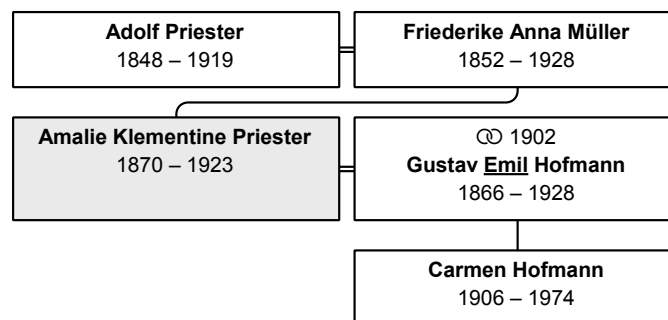 Adolf Priester
1848 – 1919
Friederike Anna Müller
1852 – 1928
Amalie Klementine Priester
1870 – 1923
⚭ 1902
Gustav Emil Hofmann
1866 – 1928
Carmen Hofmann
1906 – 1974